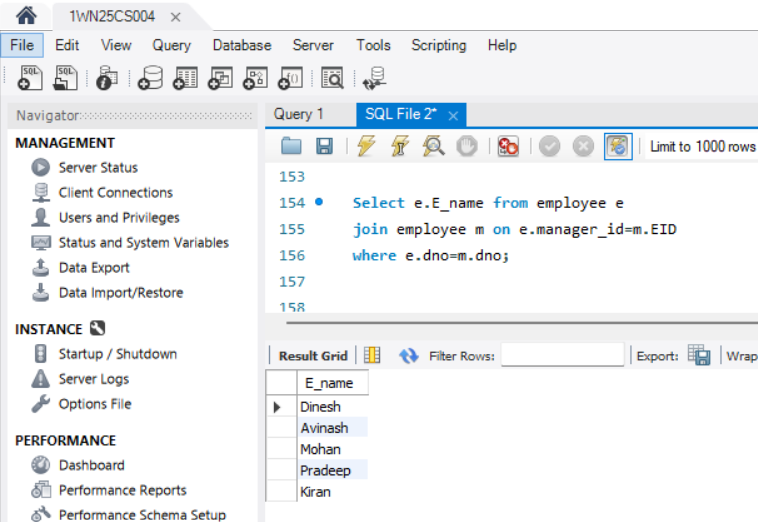 1WN25CS004 ×
File Edit View Query Database Server Tools Scripting Help
SQL SQL
Navigator
Query 1 SQL File 2* ×
MANAGEMENT
Limit to 1000 rows
Server Status
Client Connections
Users and Privileges
Status and System Variables
Data Export
Data Import/Restore
153
154 Select e.E_name from employee e
155 join employee m on e.manager_id=m.EID
156 where e.dno=m.dno;
157
158
INSTANCE
Startup / Shutdown
Server Logs
Options File
PERFORMANCE
Dashboard
Performance Reports
Performance Schema Setup
Result Grid Filter Rows: Export: Wrap
E_name
Dinesh
Avinash
Mohan
Pradeep
Kiran